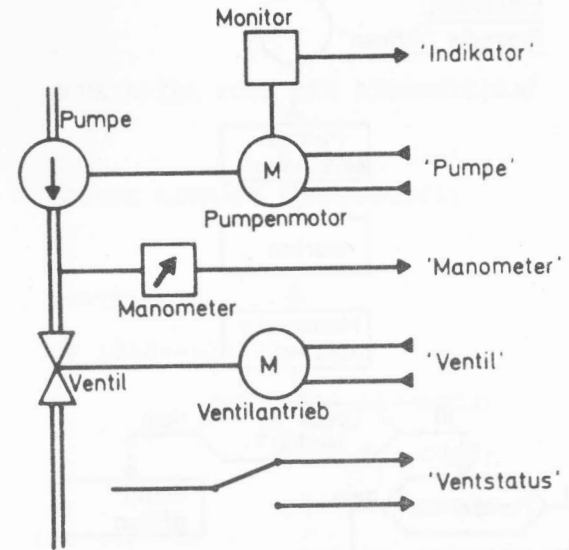 Monitor
'Indikator'
Pumpe
M
'Pumpe'
Pumpenmotor
'Manometer'
Manometer
M
'Ventil'
Ventil
Ventilantrieb
'Ventstatus'